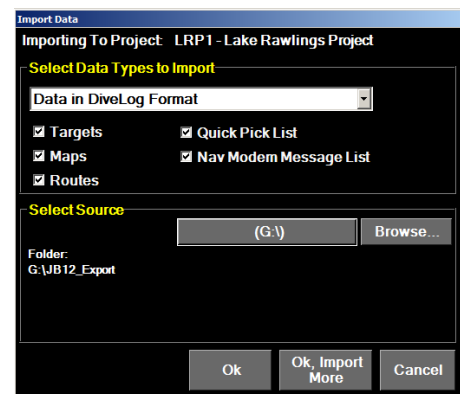 Import Data
Importing To Project:  LRP1 - Lake Rawlings Project
Select Data Types to Import
Data in DiveLog Format
Targets
Quick Pick List
Maps
Nav Modem Message List
Routes
Select Source
(G:\)
Browse...
Folder:
G:\JB12_Export
Ok
Ok, Import
More
Cancel